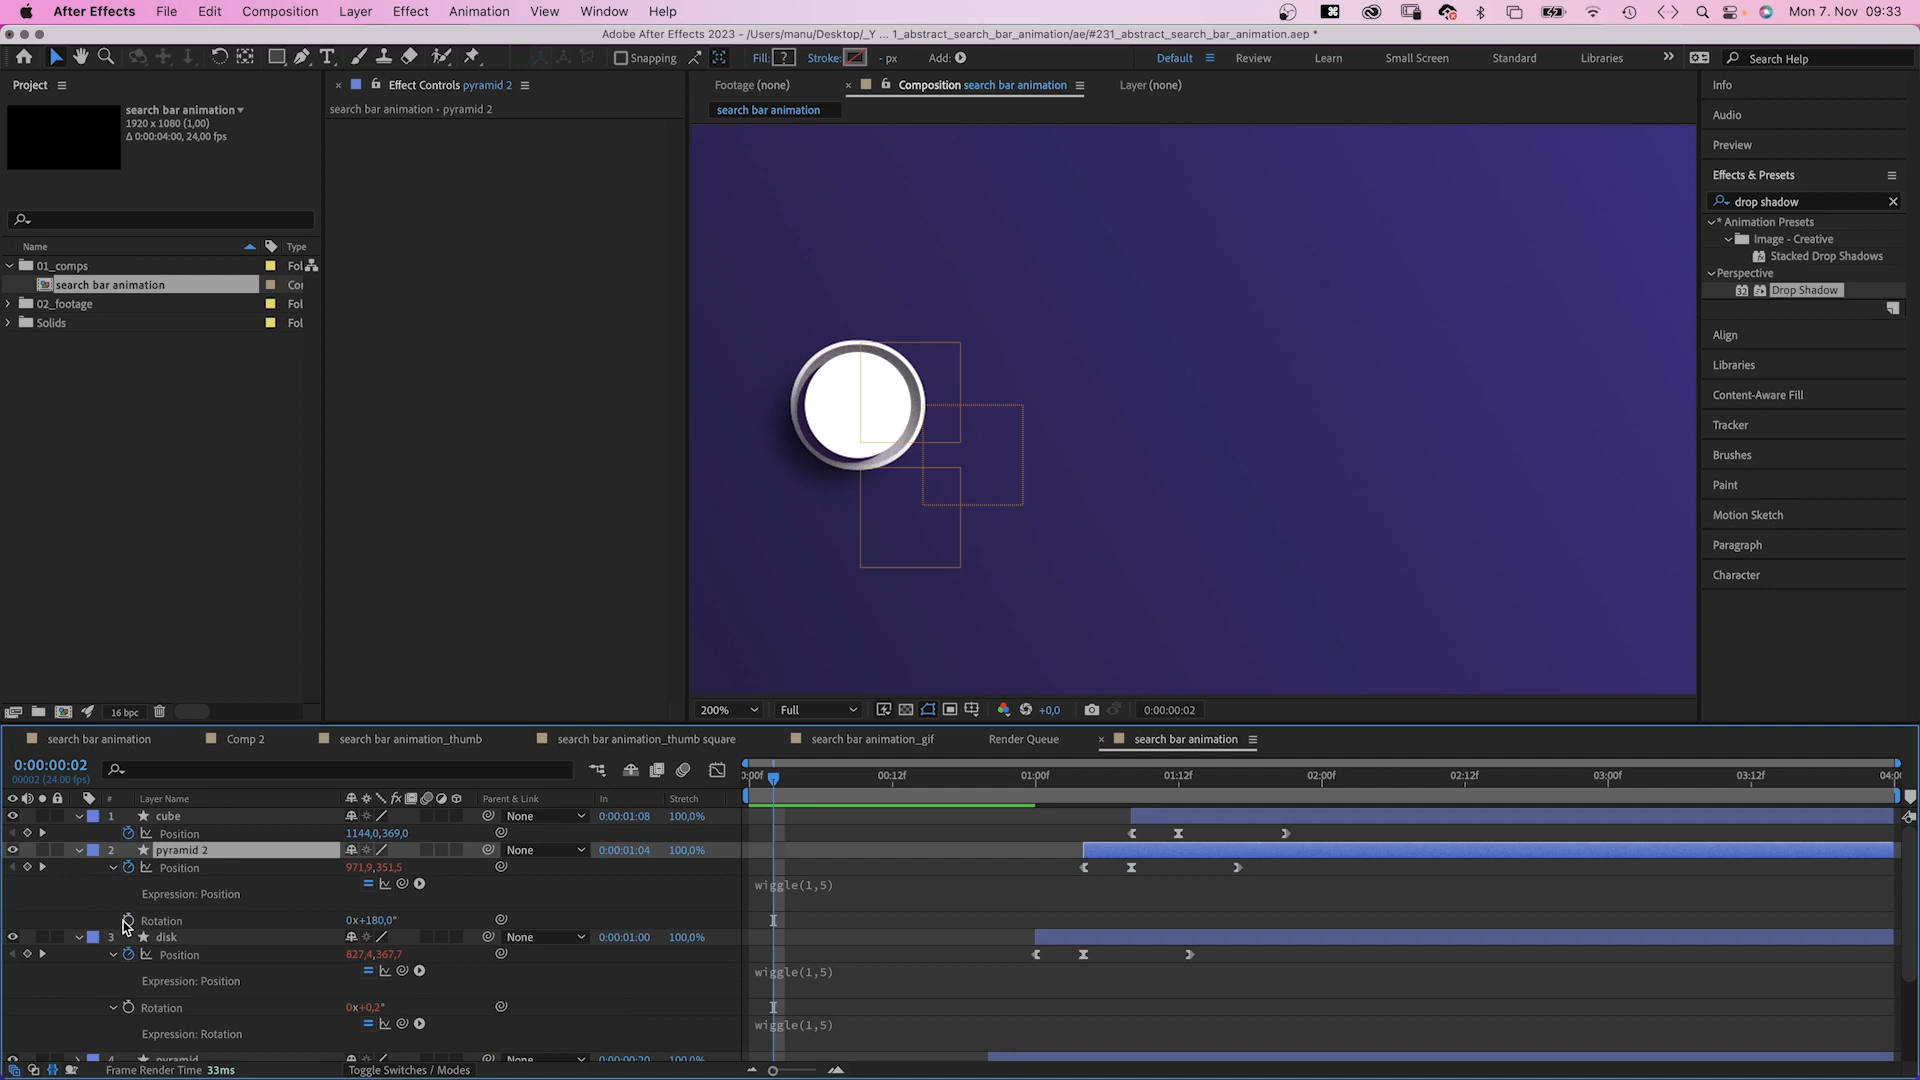 After Effects File Edit Composition Layer Effect Animation View Window Help Mon 7. Nov 09:33
Adobe After Effects 2023 - /Users/manu/Desktop/_Y ... 1_abstract_search_bar_animation/ae/#231_abstract_search_bar_animation.aep *
Snapping Fill: ? Stroke: - px Add: Default Review Learn Small Screen Standard Libraries Search Help
Project
Effect Controls pyramid 2
Footage (none) Composition search bar animation Layer (none)
search bar animation
1920 x 1080 (1,00)
Δ 0:00:04:00, 24,00 fps
search bar animation • pyramid 2
search bar animation
Name Type
01_comps Fol
search bar animation Coi
02_footage Fol
Solids Fol
16 bpc
200% Full +0,0 0:00:00:02
Info
Audio
Preview
Effects & Presets
drop shadow
* Animation Presets
Image - Creative
Stacked Drop Shadows
Perspective
32 Drop Shadow
Align
Libraries
Content-Aware Fill
Tracker
Brushes
Paint
Motion Sketch
Paragraph
Character
search bar animation Comp 2 search bar animation_thumb search bar animation_thumb square search bar animation_gif Render Queue search bar animation
0:00:00:02
00002 (24.00 fps)
:00f 00:12f 01:00f 01:12f 02:00f 02:12f 03:00f 03:12f 04:0
# Layer Name fx Parent & Link In Stretch
1 cube None 0:00:01:08 100,0%
Position 1144,0,369,0
2 pyramid 2 None 0:00:01:04 100,0%
Position 971,9,351,5
Expression: Position wiggle(1,5)
Rotation 0x+180,0°
3 disk None 0:00:01:00 100,0%
Position 827,4,367,7
Expression: Position wiggle(1,5)
Rotation 0x+0,2°
Expression: Rotation wiggle(1,5)
4 pyramid None 0:00:00:20 100,0%
Frame Render Time 33ms Toggle Switches / Modes